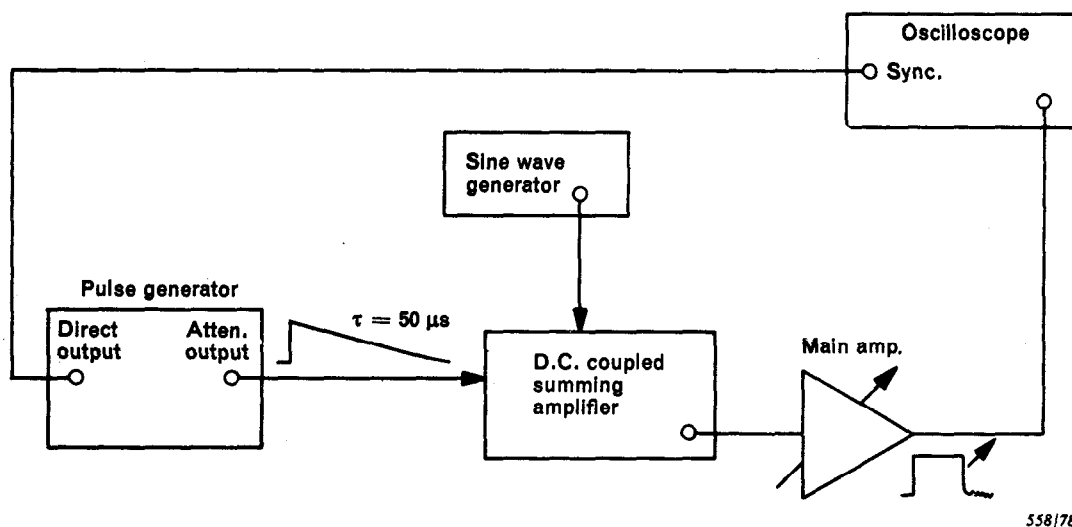 Oscilloscope
Sync.
Sine wave
generator
Pulse generator
Direct
output
Atten.
output
τ = 50 μs
D.C. coupled
summing
amplifier
Main amp.
558/78